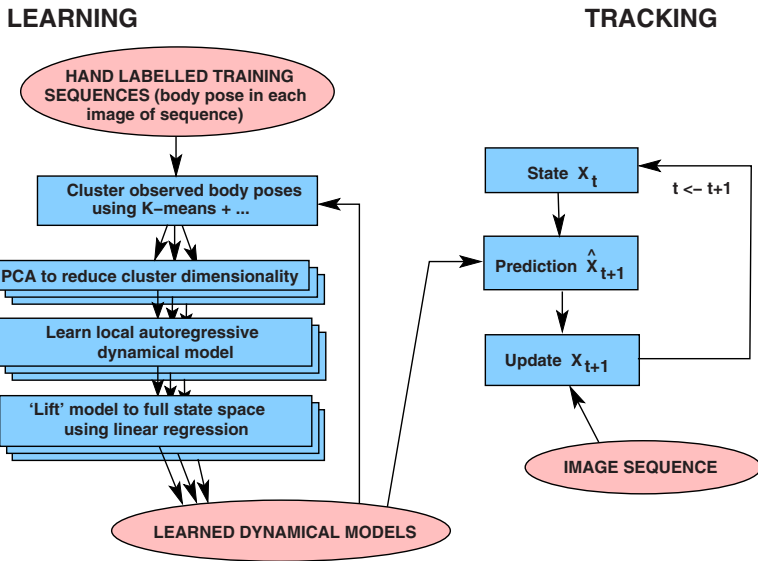 LEARNING
HAND LABELLED TRAINING
SEQUENCES (body pose in each
image of sequence)
Cluster observed body poses
using K−means + ...
PCA to reduce cluster dimensionality
Learn local autoregressive
dynamical model
‘Lift’ model to full state space
using linear regression
LEARNED DYNAMICAL MODELS
TRACKING
State X_t
t <− t+1
Prediction X̂_{t+1}
Update X_{t+1}
IMAGE SEQUENCE